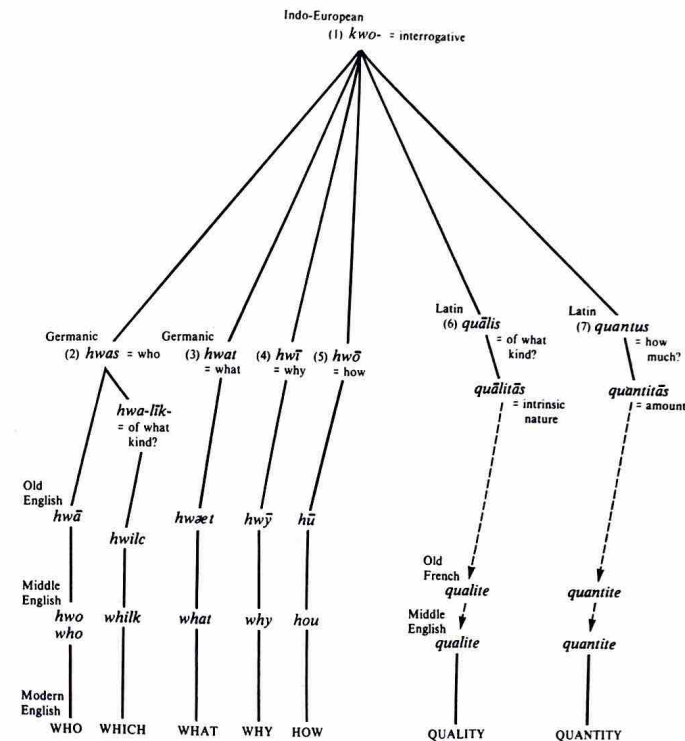 Indo-European
(1) kwo- = interrogative
Germanic
(2) hwas = who
Germanic
(3) hwat
= what
(4) hwī
= why
(5) hwō
= how
Latin
(6) quālis
= of what
kind?
Latin
(7) quantus
= how
much?
hwa-līk-
= of what
kind?
quālitās
= intrinsic
nature
quantitās
= amount
Old
English
hwā
hwilc
hwæt
hwȳ
hū
Old
French
qualite
quantite
Middle
English
hwo
who
whilk
what
why
hou
Middle
English
qualite
quantite
Modern
English
WHO
WHICH
WHAT
WHY
HOW
QUALITY
QUANTITY